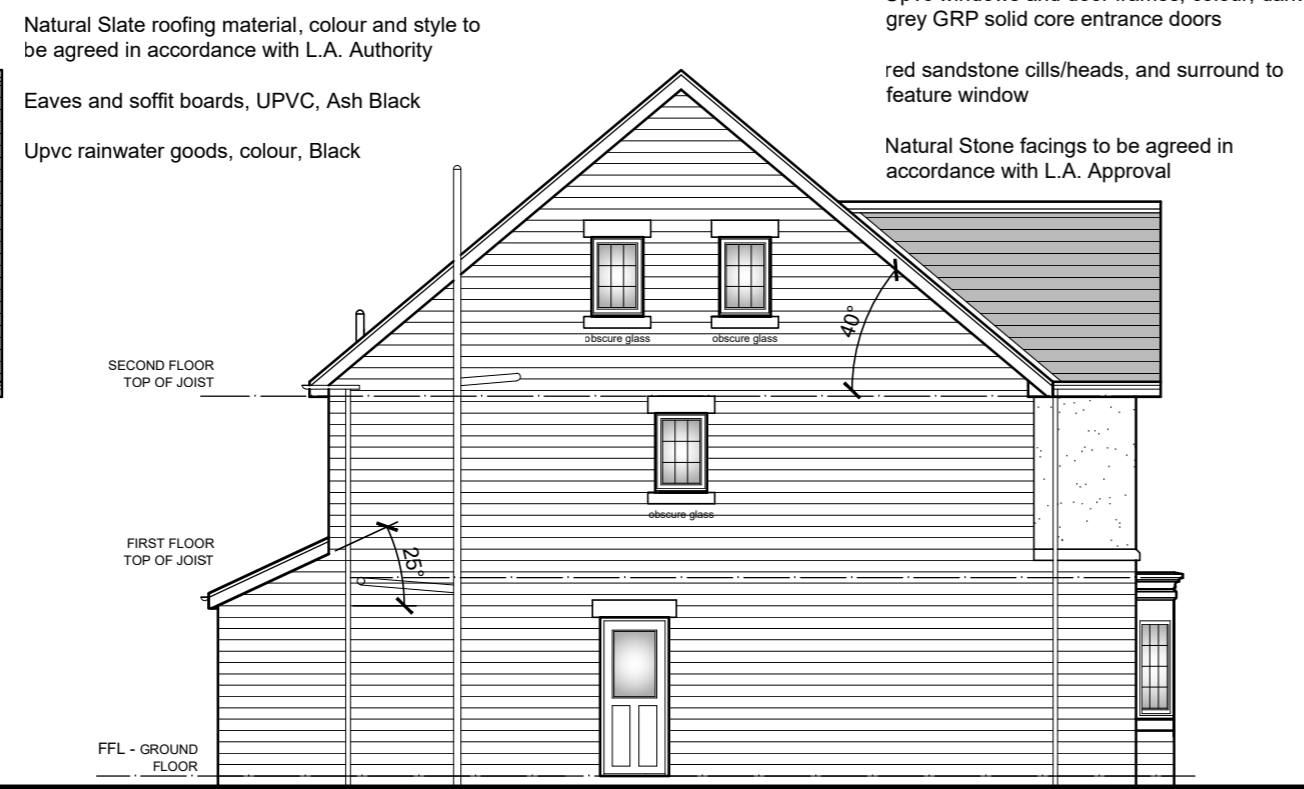 Natural Slate roofing material, colour and style to
be agreed in accordance with L.A. Authority
Eaves and soffit boards, UPVC, Ash Black
Upvc rainwater goods, colour, Black
grey GRP solid core entrance doors
red sandstone cills/heads, and surround to
feature window
Natural Stone facings to be agreed in
accordance with L.A. Approval
obscure glass
obscure glass
40°
SECOND FLOOR
TOP OF JOIST
obscure glass
FIRST FLOOR
TOP OF JOIST
25°
FFL - GROUND
FLOOR